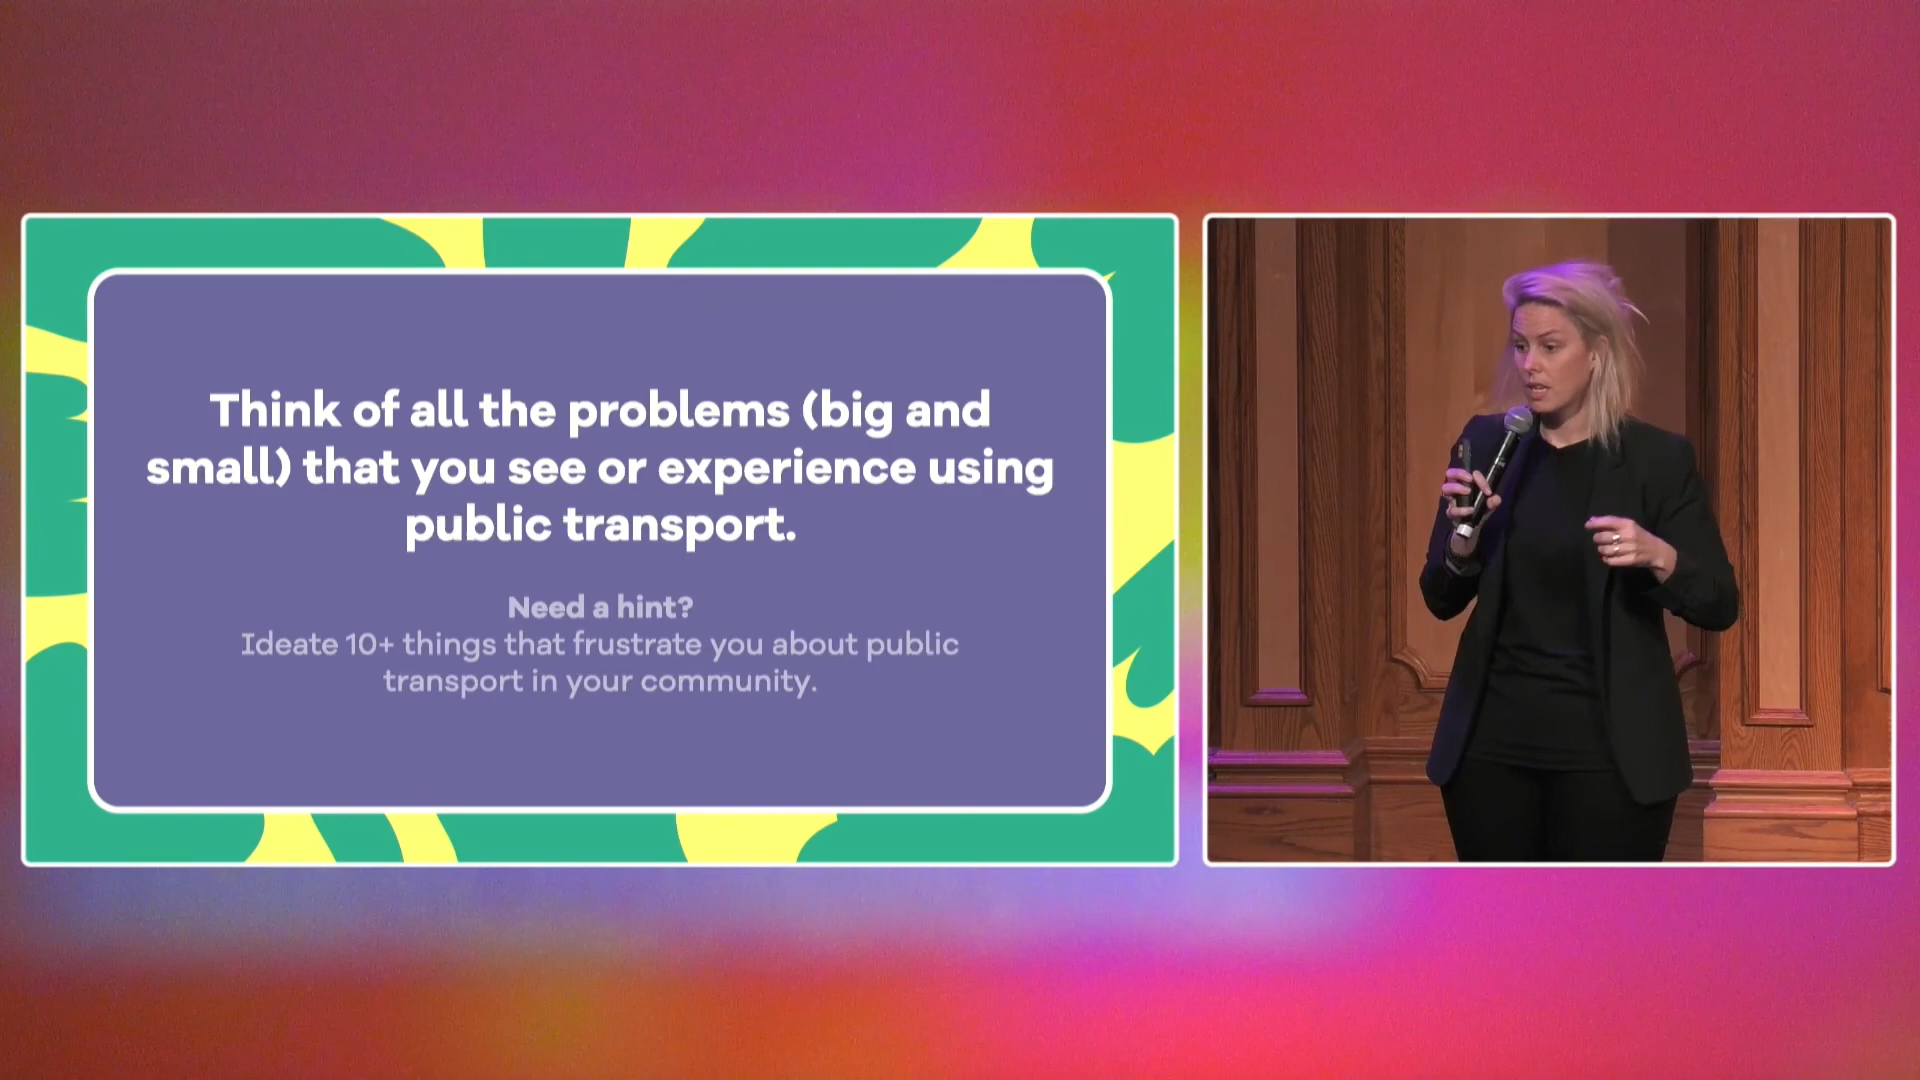 Think of all the problems (big and
small) that you see or experience using
public transport.
Need a hint?
Ideate 10+ things that frustrate you about public
transport in your community.